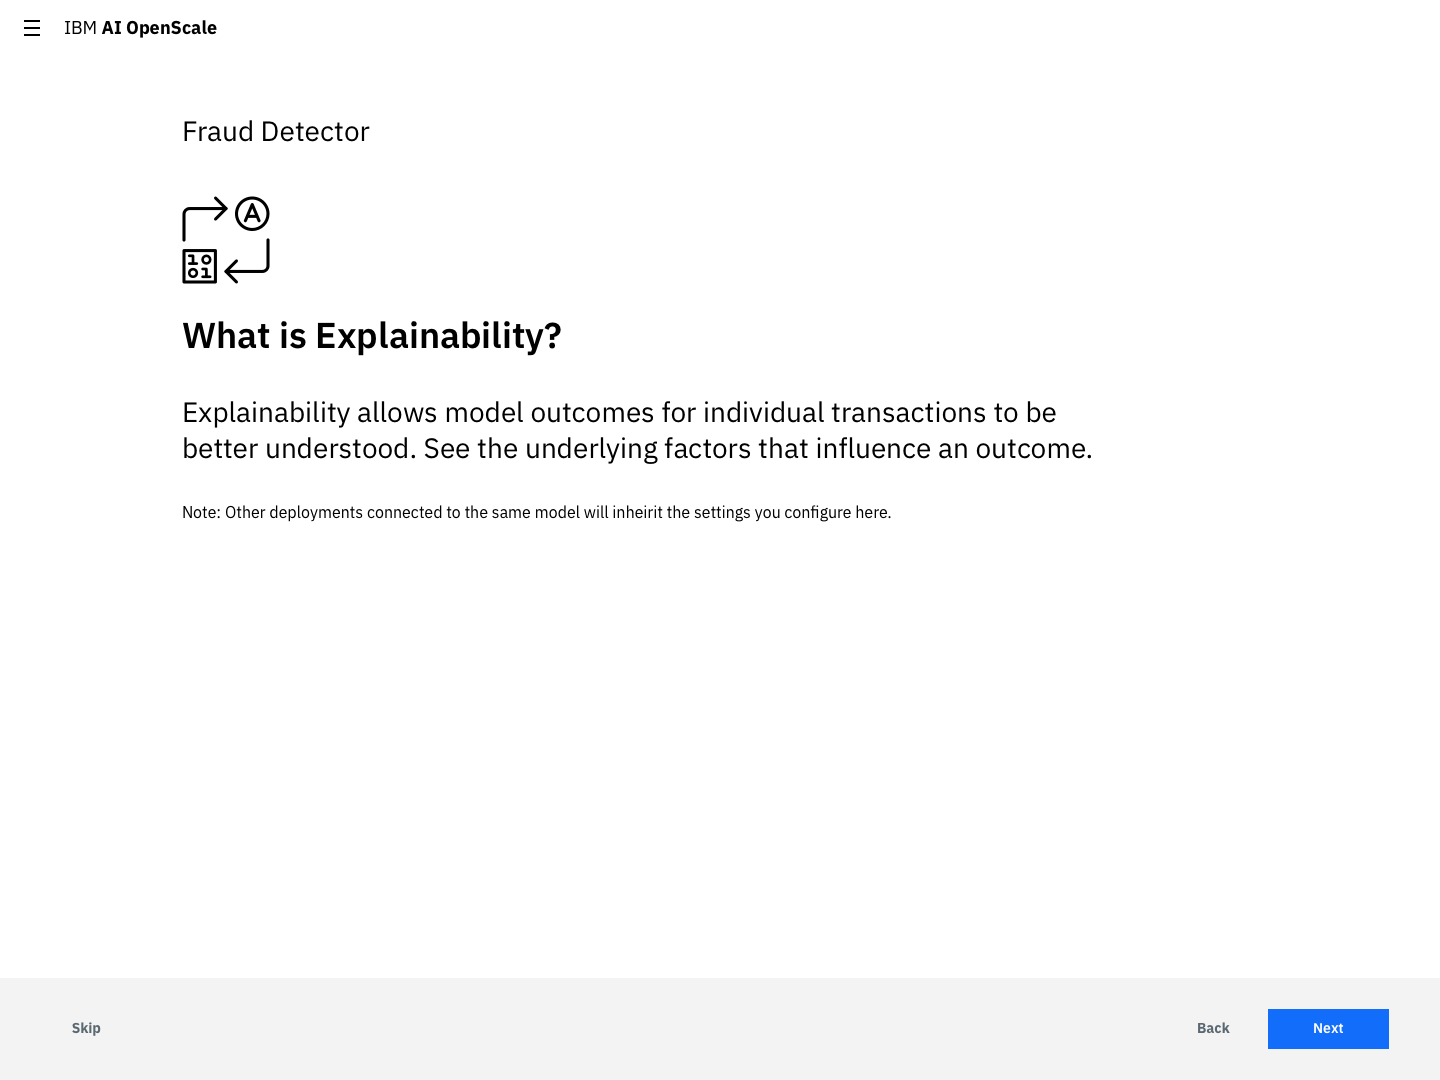 IBM AI OpenScale
Fraud Detector
A
10
01
What is Explainability?
Explainability allows model outcomes for individual transactions to be
better understood. See the underlying factors that influence an outcome.
Note: Other deployments connected to the same model will inheirit the settings you configure here.
Skip
Back
Next